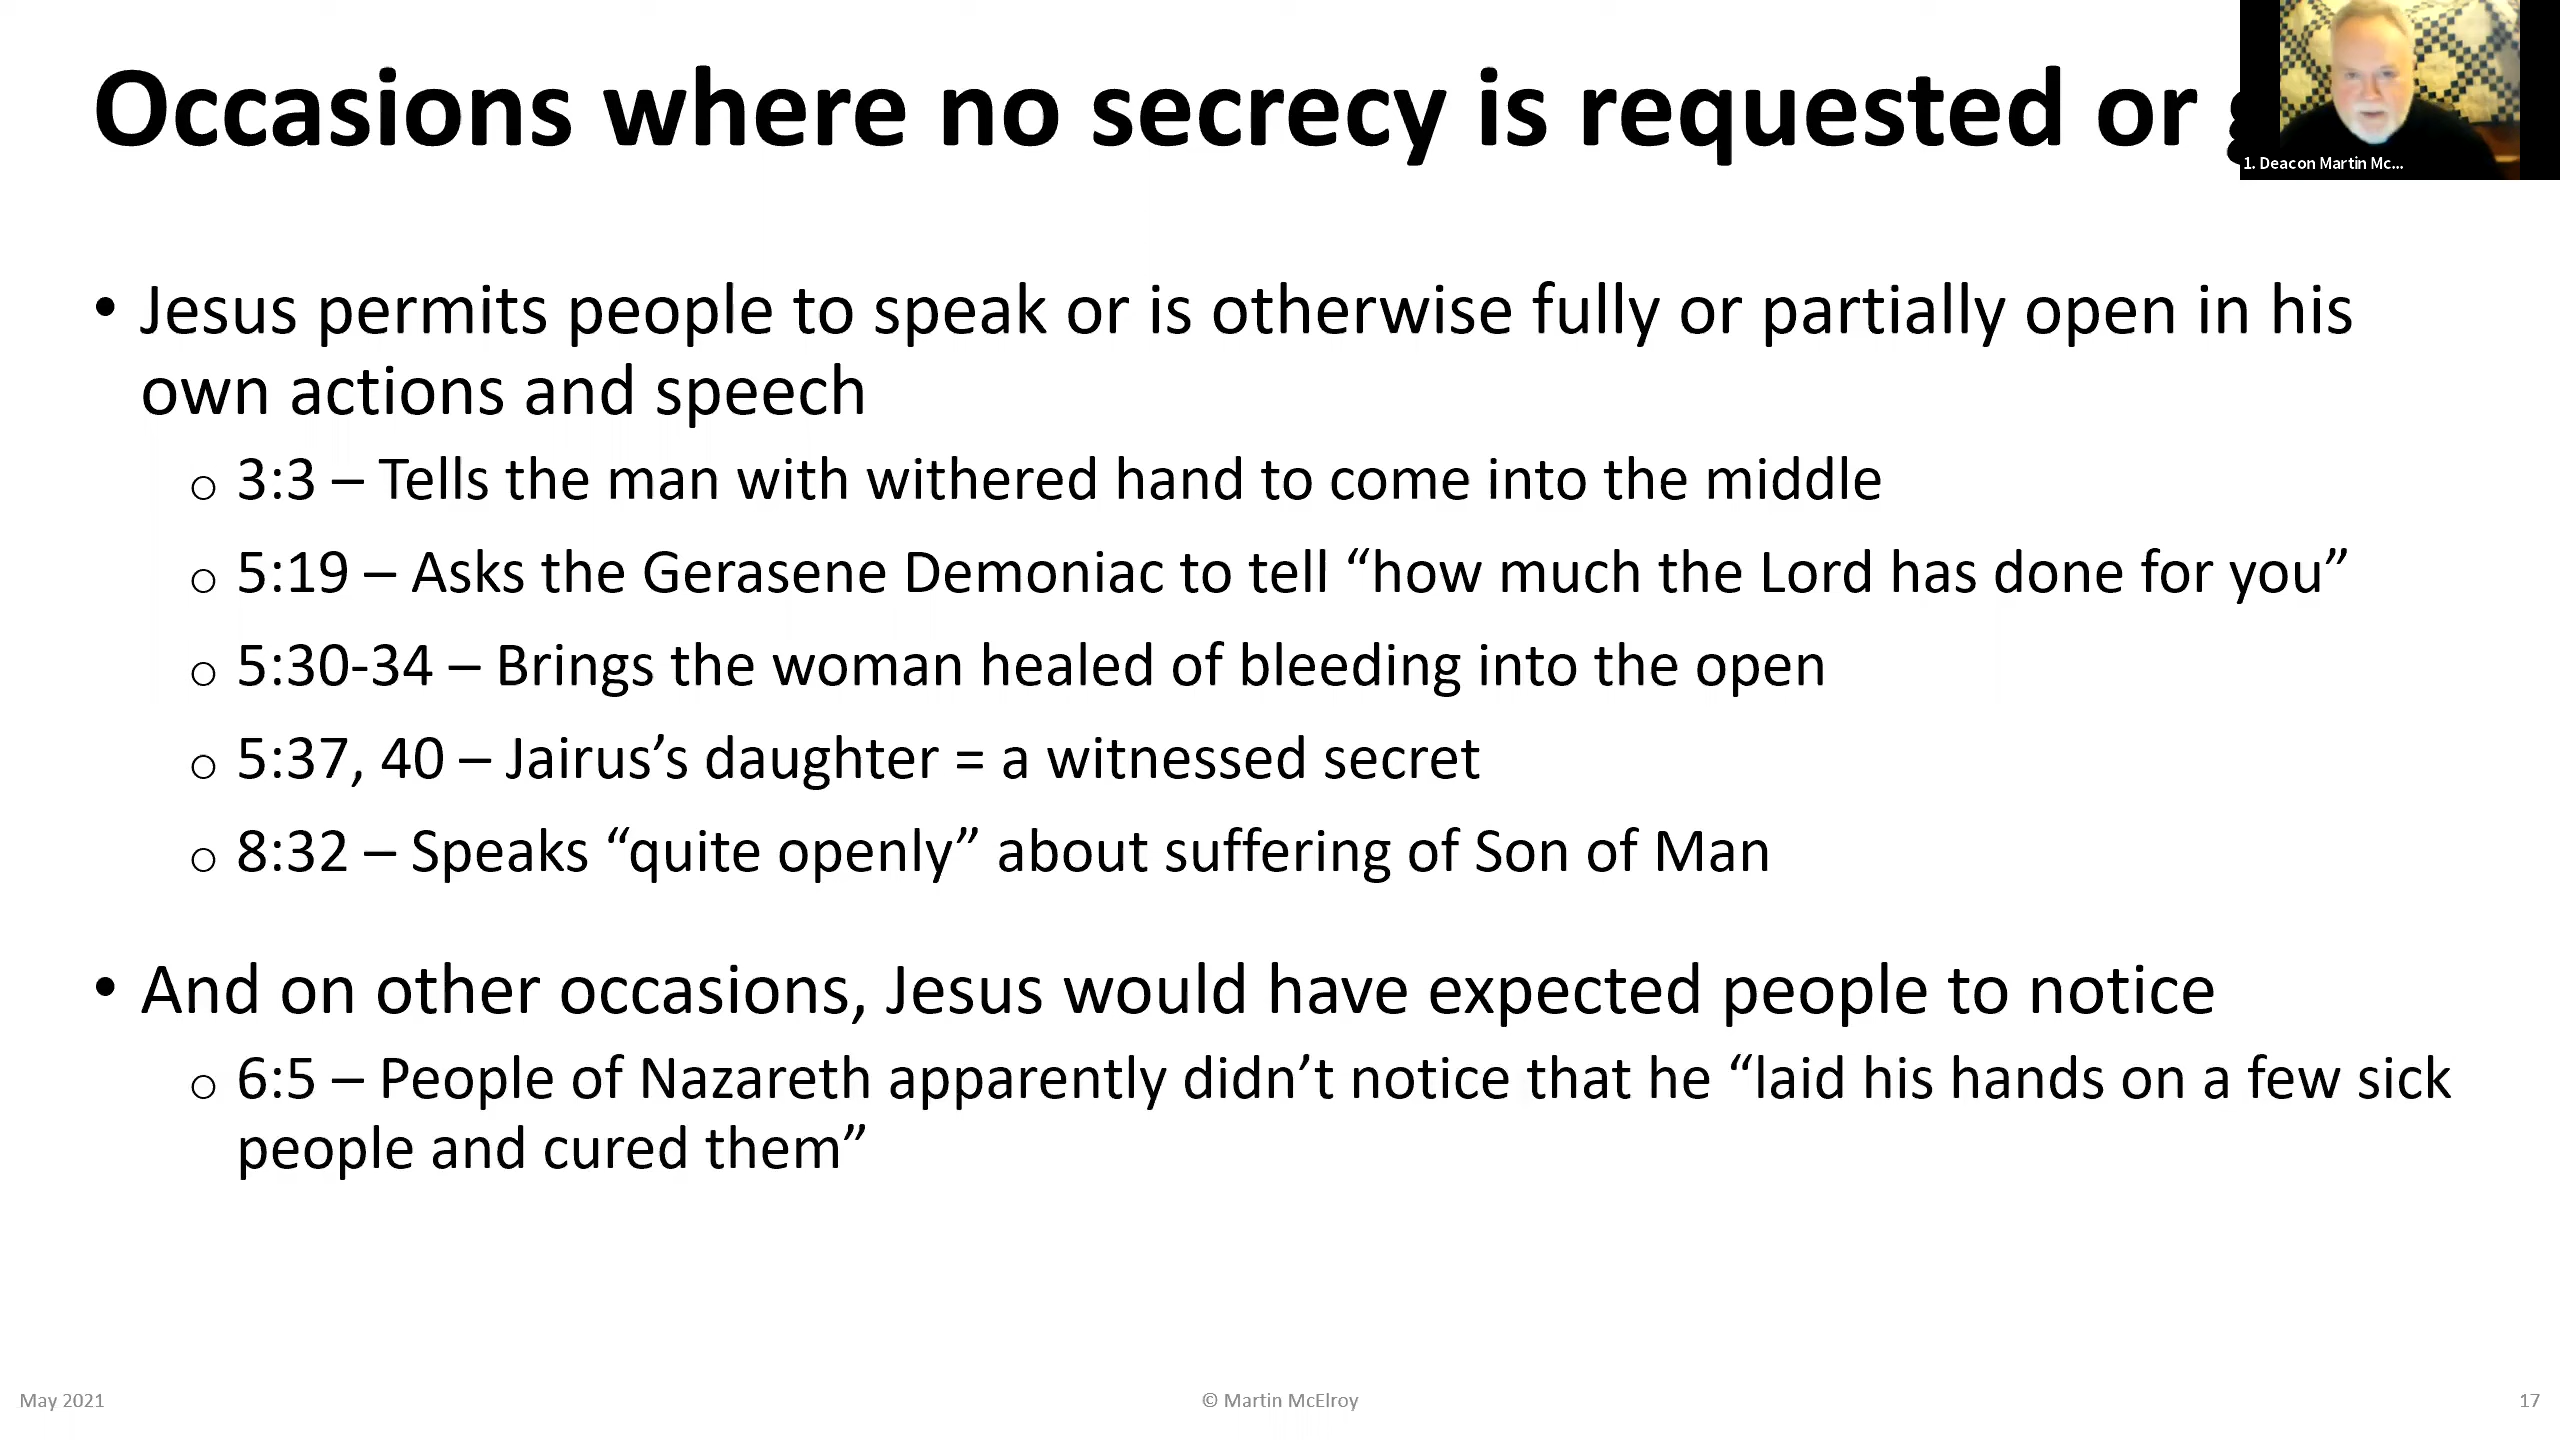 Occasions where no secrecy is requested or
1. Deacon Martin Mc...
• Jesus permits people to speak or is otherwise fully or partially open in his
own actions and speech
o 3:3 – Tells the man with withered hand to come into the middle
o 5:19 – Asks the Gerasene Demoniac to tell “how much the Lord has done for you”
o 5:30-34 – Brings the woman healed of bleeding into the open
o 5:37, 40 – Jairus’s daughter = a witnessed secret
o 8:32 – Speaks “quite openly” about suffering of Son of Man
• And on other occasions, Jesus would have expected people to notice
o 6:5 – People of Nazareth apparently didn’t notice that he “laid his hands on a few sick
people and cured them”
May 2021
© Martin McElroy
17